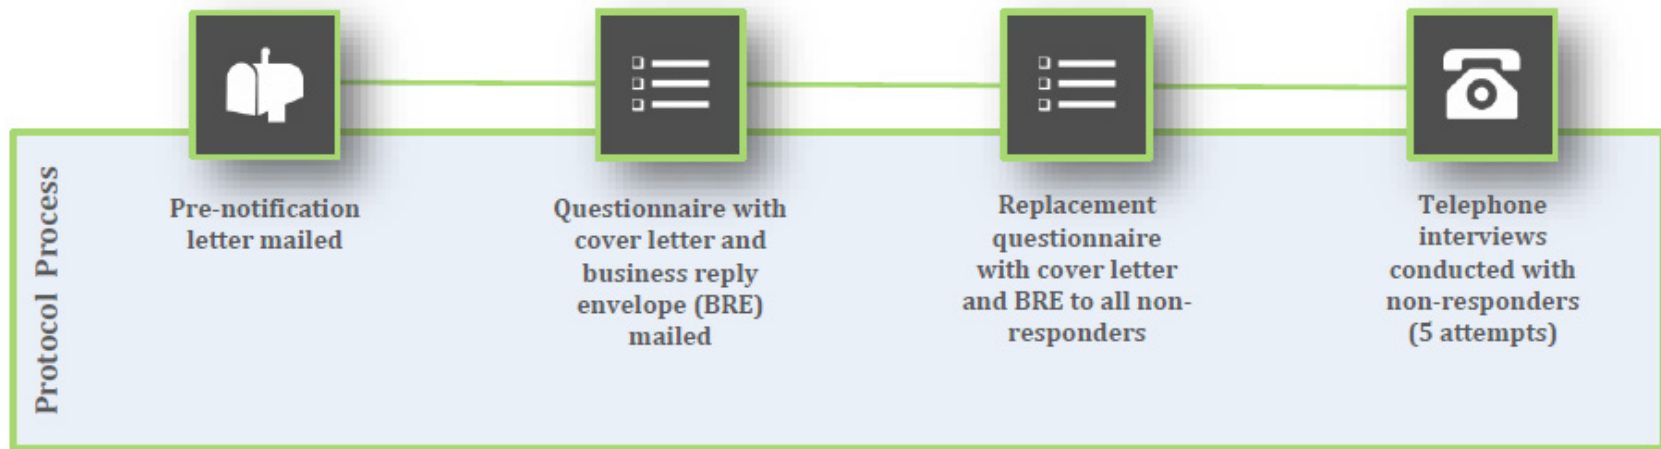 Protocol Process
Pre-notification
letter mailed
Questionnaire with
cover letter and
business reply
envelope (BRE)
mailed
Replacement
questionnaire
with cover letter
and BRE to all non-
responders
Telephone
interviews
conducted with
non-responders
(5 attempts)